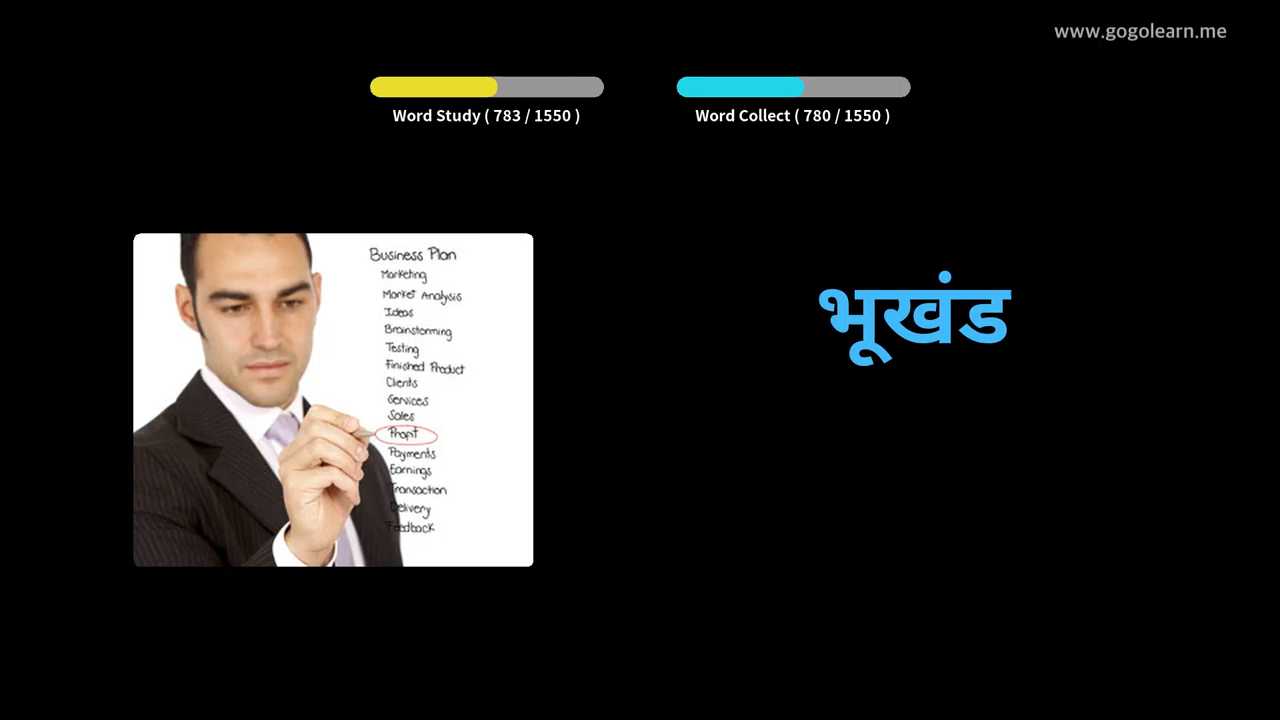 www.gogolearn.me
Word Study ( 783 / 1550 )
Word Collect ( 780 / 1550 )
Business Plan
Marketing
Market Analysis
Ideas
Brainstorming
Testing
Finished Product
Clients
Services
Sales
Profit
Payments
Earnings
Transaction
Delivery
Feedback
भूखंड